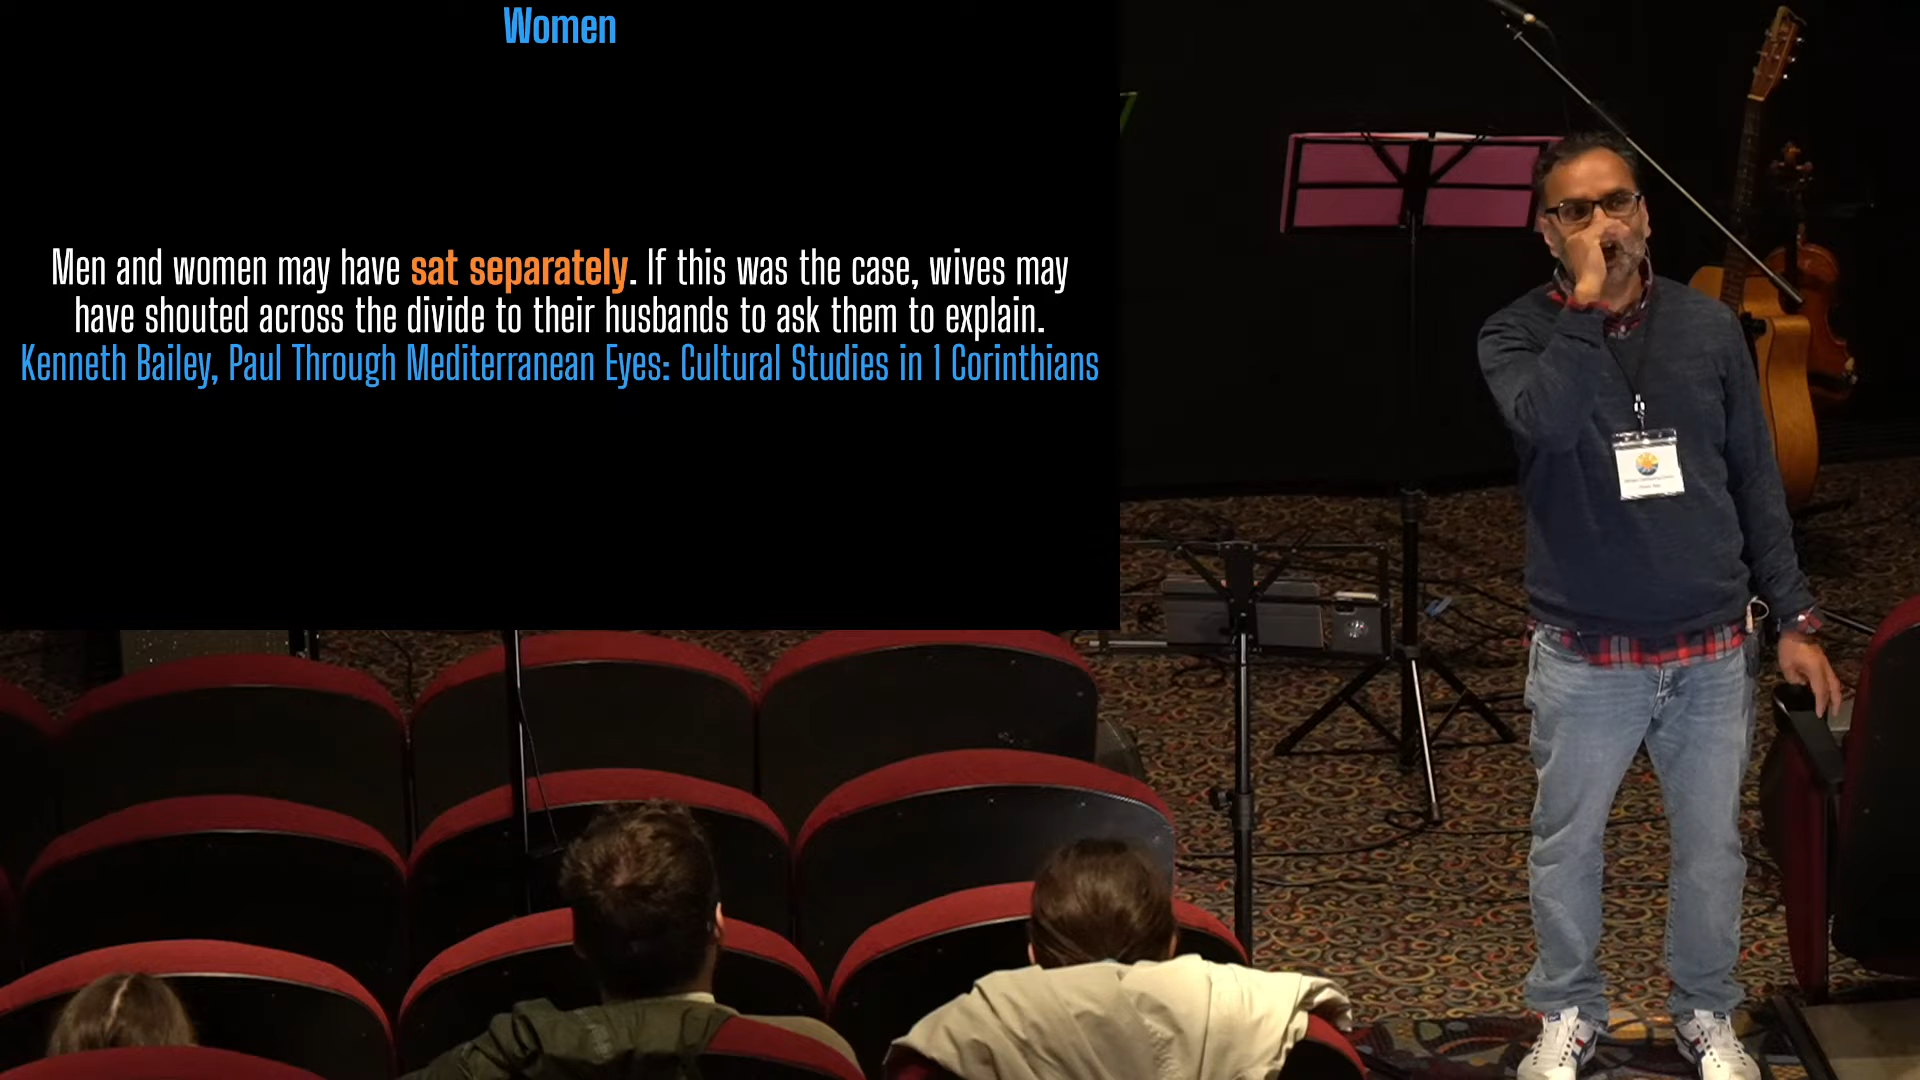 Women
Men and women may have sat separately. If this was the case, wives may
have shouted across the divide to their husbands to ask them to explain.
Kenneth Bailey, Paul Through Mediterranean Eyes: Cultural Studies in 1 Corinthians